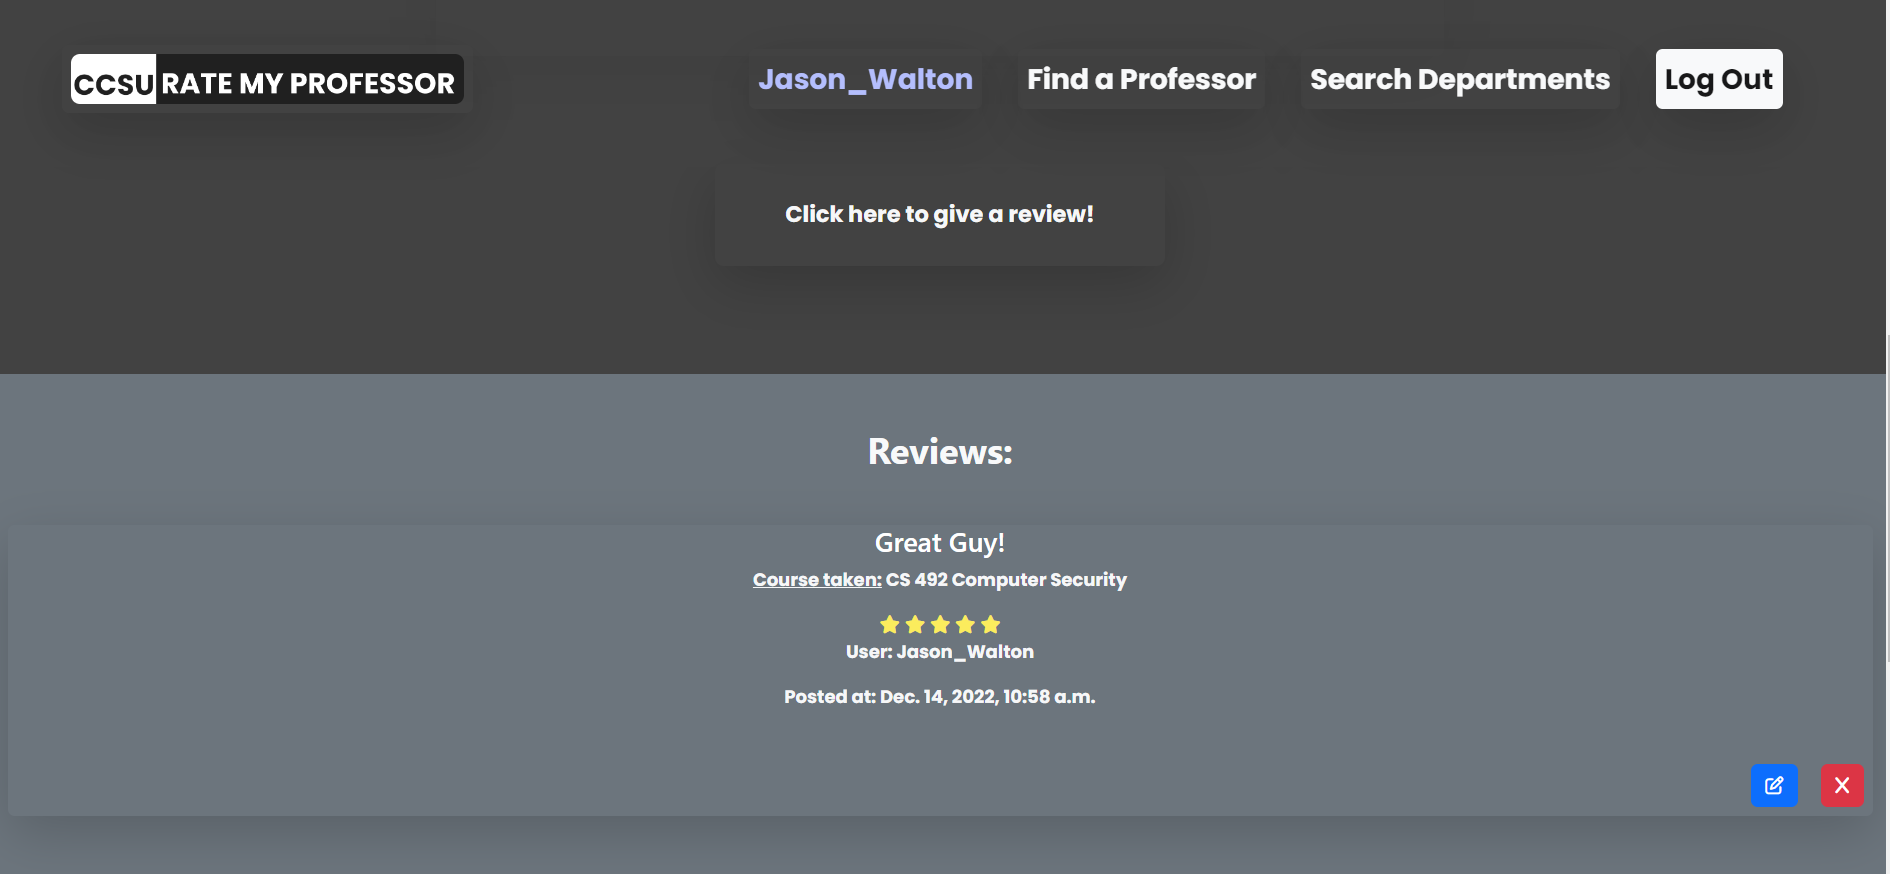 CCSU RATE MY PROFESSOR
Jason_Walton
Find a Professor
Search Departments
Log Out
Click here to give a review!
Reviews:
Great Guy!
Course taken: CS 492 Computer Security
User: Jason_Walton
Posted at: Dec. 14, 2022, 10:58 a.m.
X